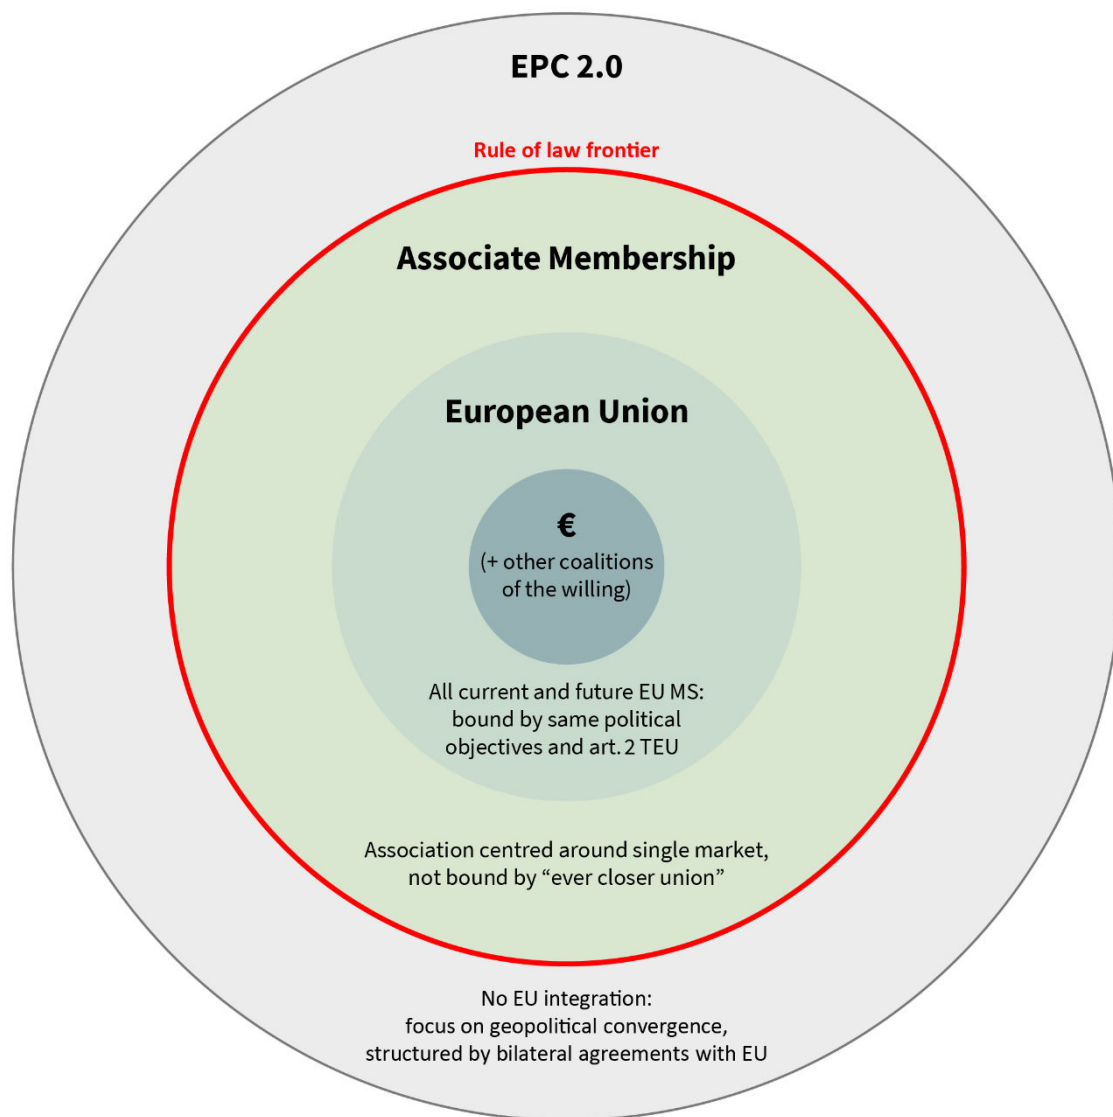 EPC 2.0
Rule of law frontier
Associate Membership
European Union
€
(+ other coalitions
of the willing)
All current and future EU MS:
bound by same political
objectives and art. 2 TEU
Association centred around single market,
not bound by “ever closer union”
No EU integration:
focus on geopolitical convergence,
structured by bilateral agreements with EU